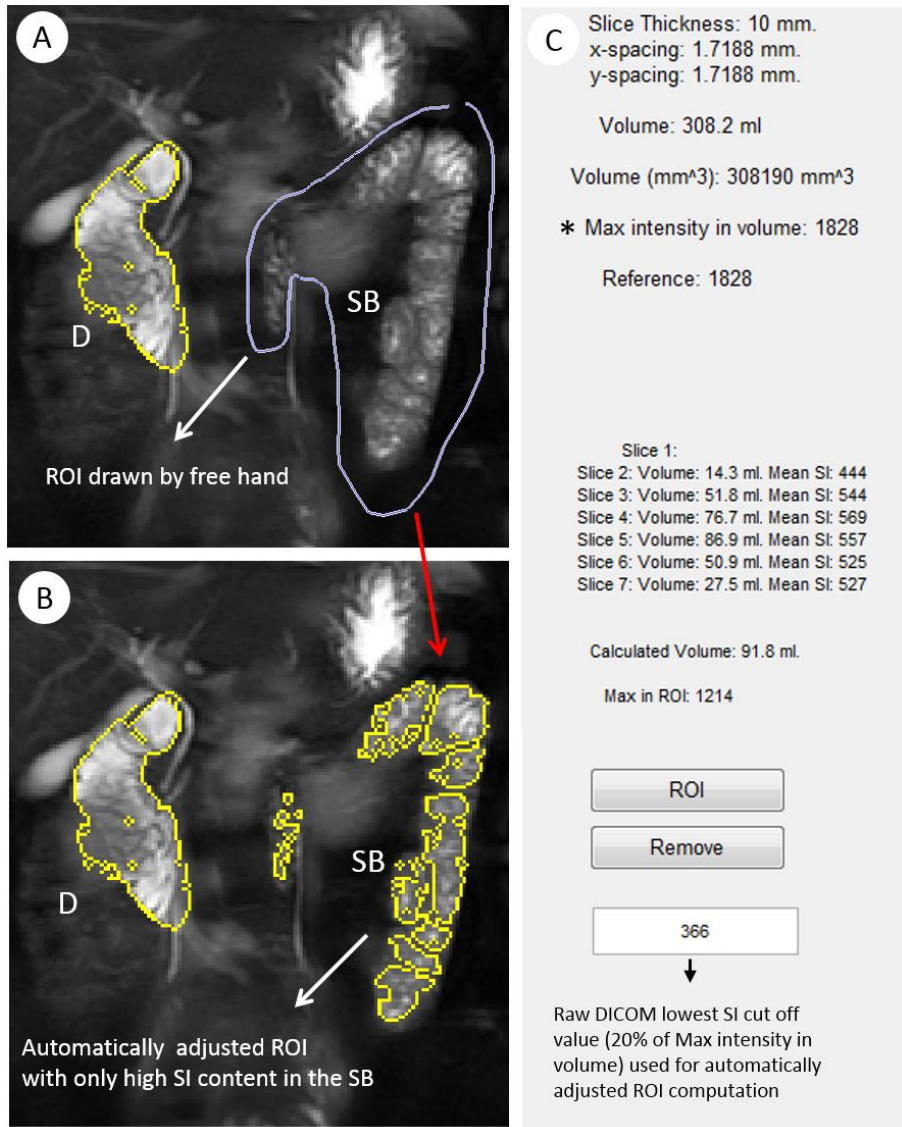 A
SB
D
ROI drawn by free hand
B
SB
D
Automatically adjusted ROI
with only high SI content in the SB
C
Slice Thickness: 10 mm.
x-spacing: 1.7188 mm.
y-spacing: 1.7188 mm.
Volume: 308.2 ml
Volume (mm^3): 308190 mm^3
* Max intensity in volume: 1828
Reference: 1828
Slice 1:
Slice 2: Volume: 14.3 ml. Mean SI: 444
Slice 3: Volume: 51.8 ml. Mean SI: 544
Slice 4: Volume: 76.7 ml. Mean SI: 569
Slice 5: Volume: 86.9 ml. Mean SI: 557
Slice 6: Volume: 50.9 ml. Mean SI: 525
Slice 7: Volume: 27.5 ml. Mean SI: 527
Calculated Volume: 91.8 ml.
Max in ROI: 1214
ROI
Remove
366
Raw DICOM lowest SI cut off
value (20% of Max intensity in
volume) used for automatically
adjusted ROI computation